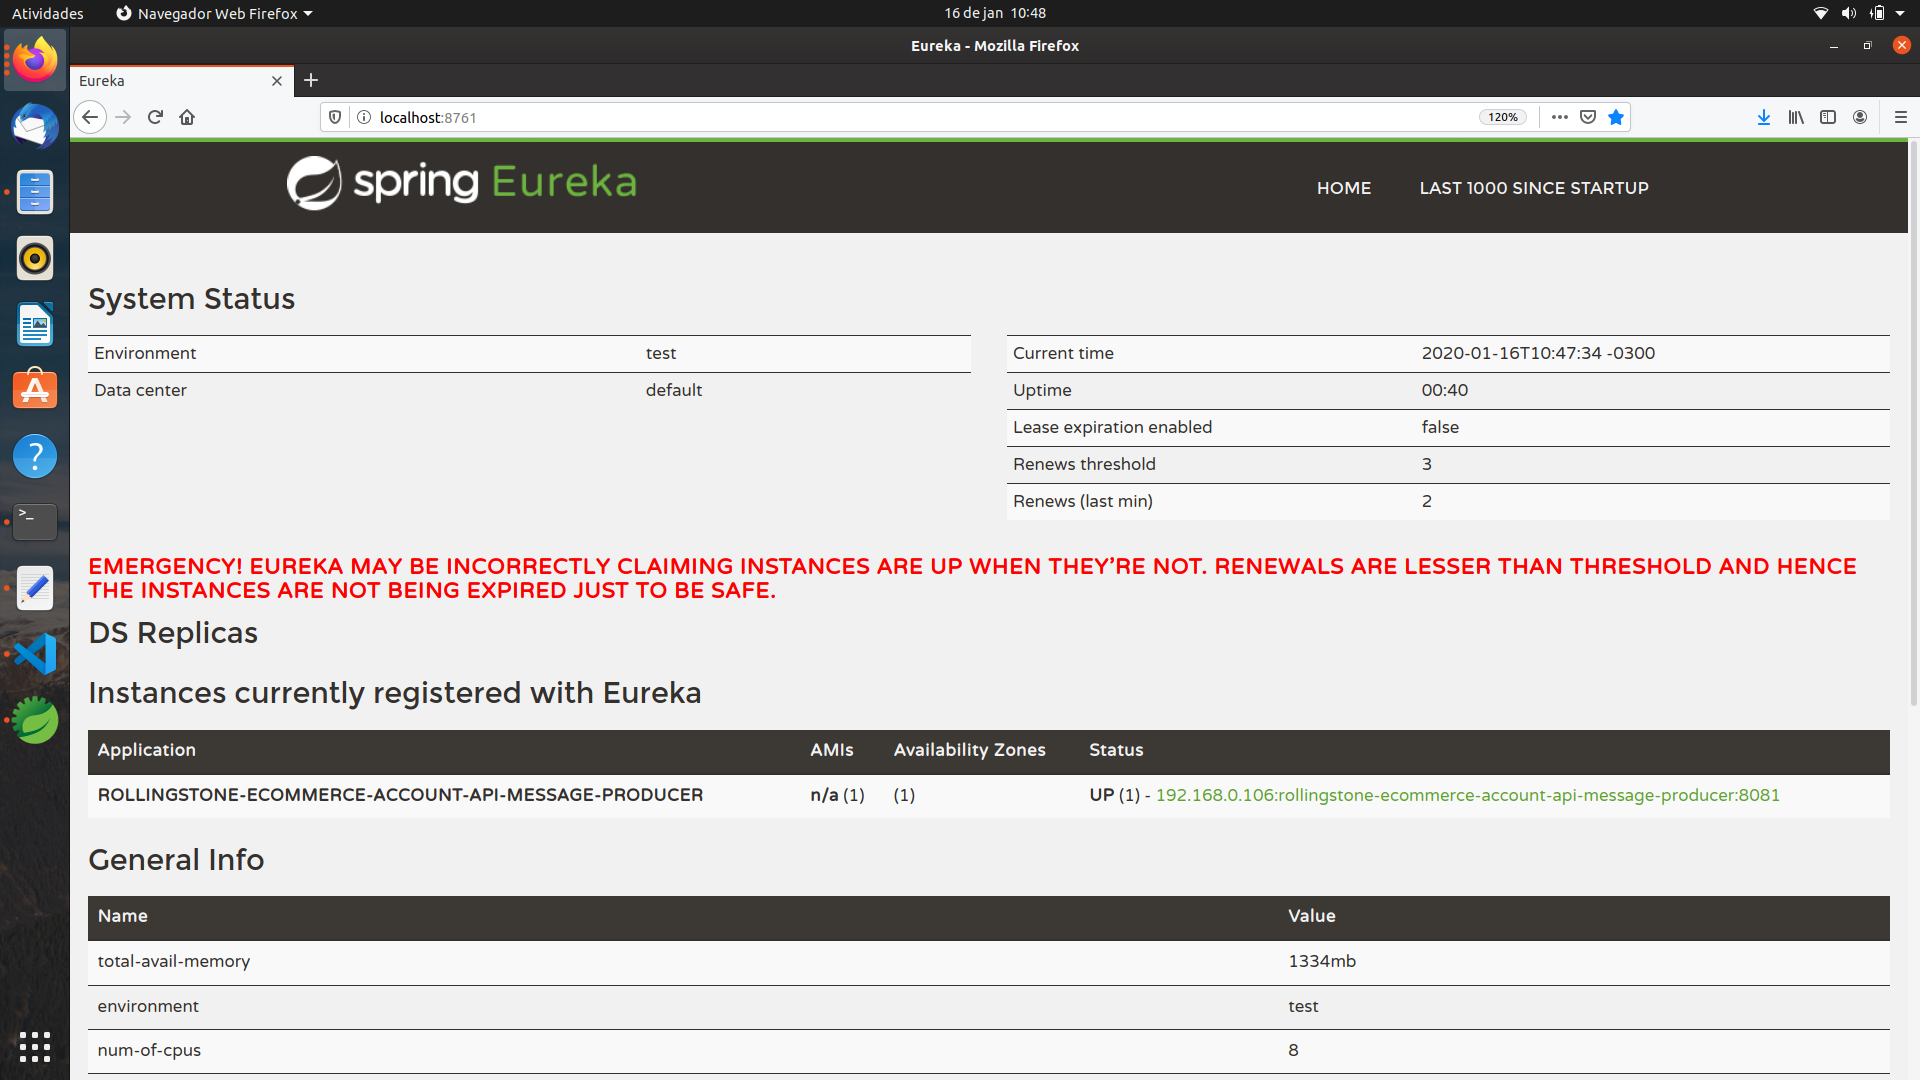 Atividades
Navegador Web Firefox
16 de jan 10:48
Eureka - Mozilla Firefox
Eureka
localhost:8761
120%
spring Eureka
HOME
LAST 1000 SINCE STARTUP
System Status
Environment test
Data center default
Current time 2020-01-16T10:47:34 -0300
Uptime 00:40
Lease expiration enabled false
Renews threshold 3
Renews (last min) 2
EMERGENCY! EUREKA MAY BE INCORRECTLY CLAIMING INSTANCES ARE UP WHEN THEY'RE NOT. RENEWALS ARE LESSER THAN THRESHOLD AND HENCE
THE INSTANCES ARE NOT BEING EXPIRED JUST TO BE SAFE.
DS Replicas
Instances currently registered with Eureka
Application AMIs Availability Zones Status
ROLLINGSTONE-ECOMMERCE-ACCOUNT-API-MESSAGE-PRODUCER n/a (1) (1) UP (1) - 192.168.0.106:rollingstone-ecommerce-account-api-message-producer:8081
General Info
Name Value
total-avail-memory 1334mb
environment test
num-of-cpus 8